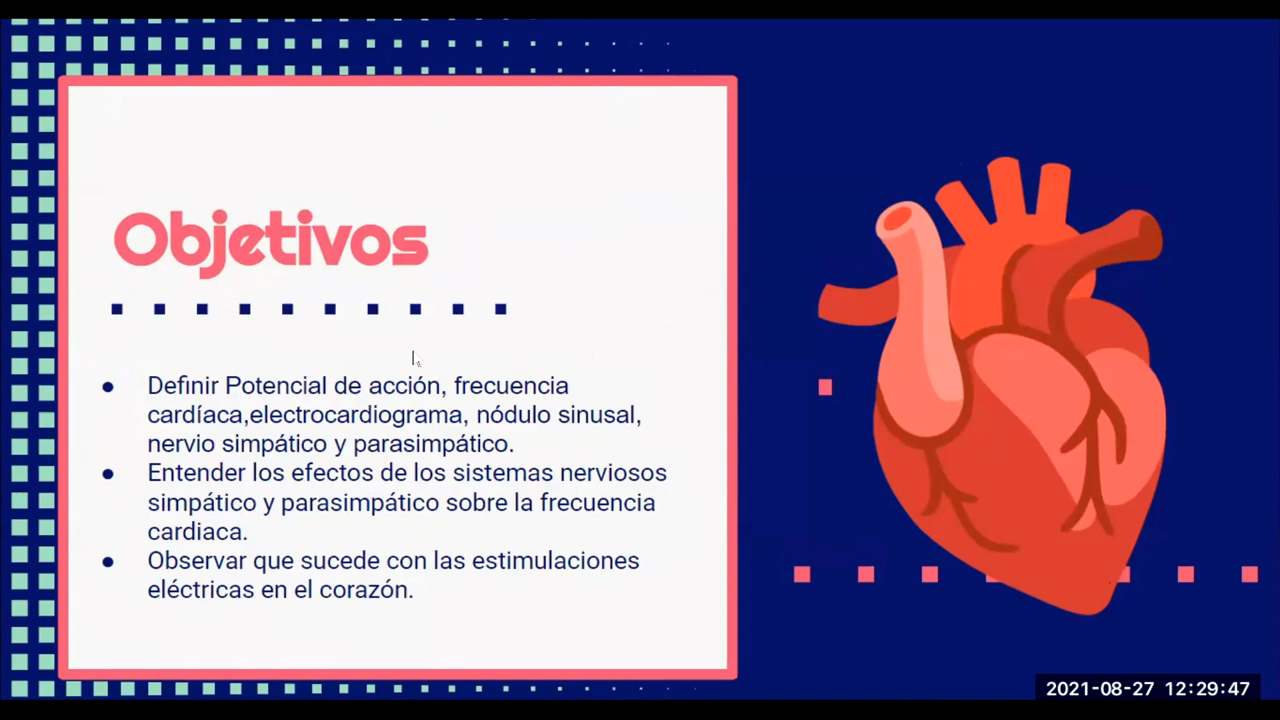 Objetivos
● Definir Potencial de acción, frecuencia
cardíaca,electrocardiograma, nódulo sinusal,
nervio simpático y parasimpático.
● Entender los efectos de los sistemas nerviosos
simpático y parasimpático sobre la frecuencia
cardiaca.
● Observar que sucede con las estimulaciones
eléctricas en el corazón.
2021-08-27 12:29:47